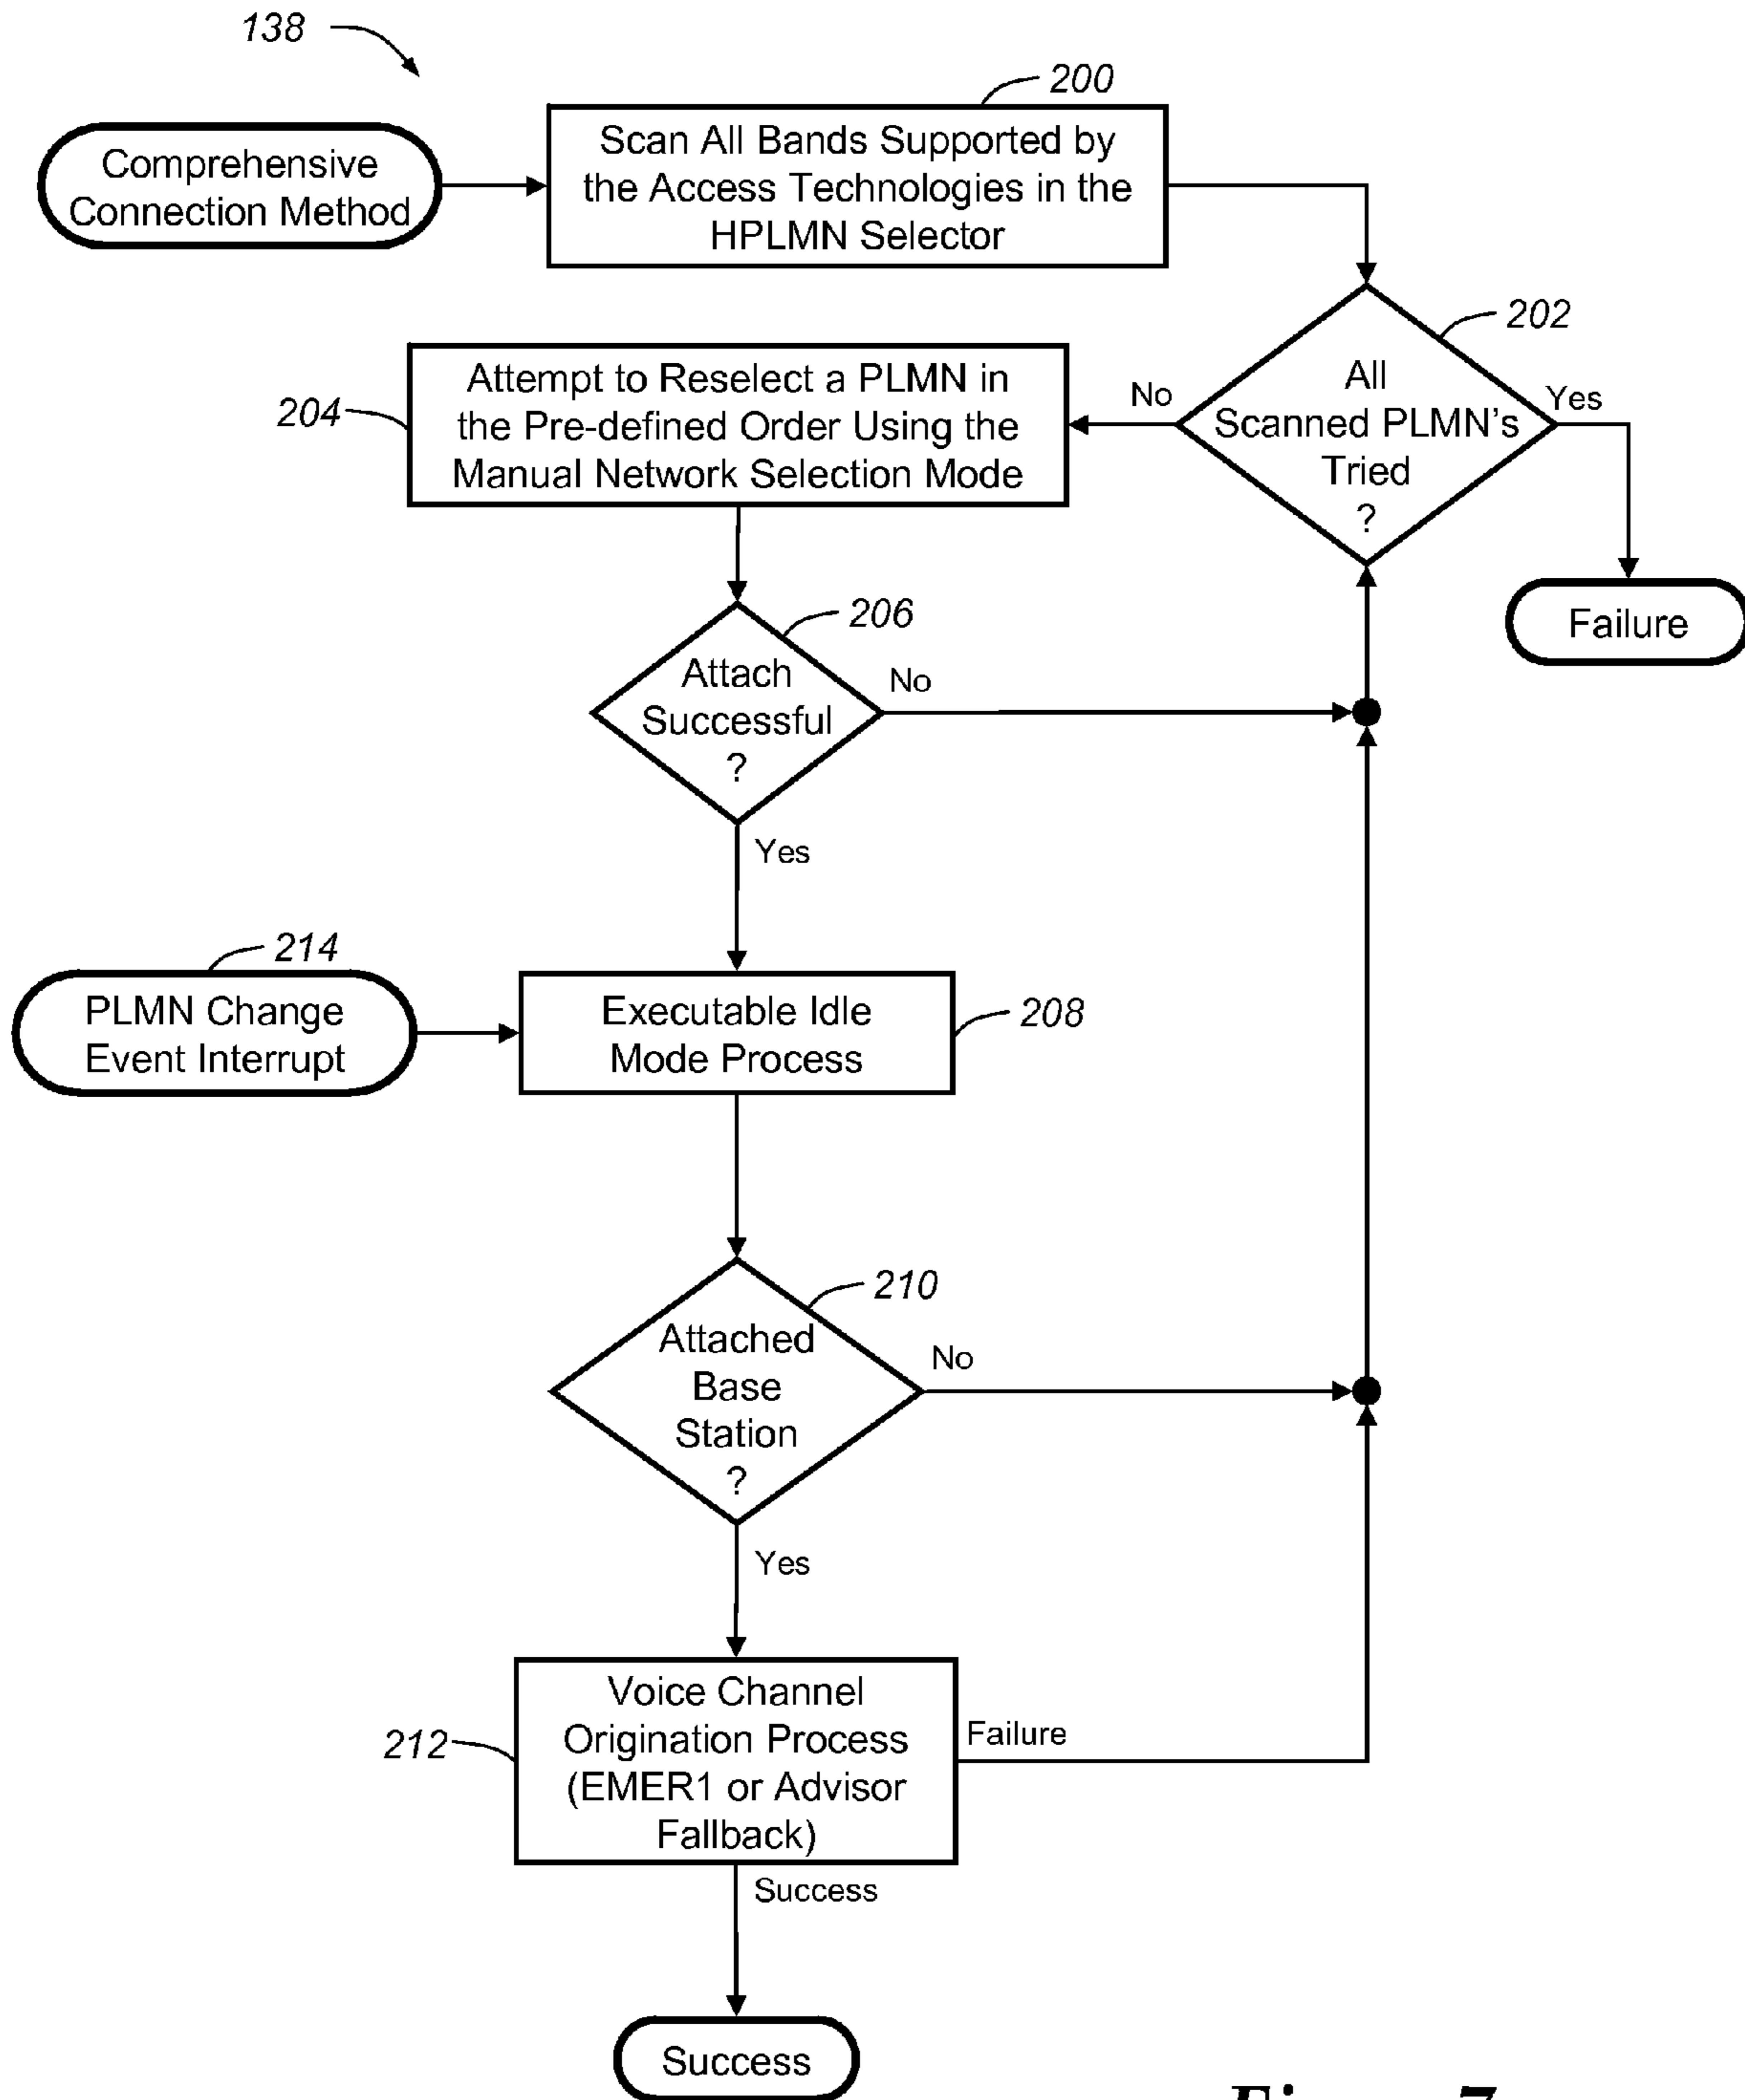 138
200
Comprehensive
Connection Method
Scan All Bands Supported by
the Access Technologies in the
HPLMN Selector
202
All
Scanned PLMN's
Tried
?
No
Yes
204
Attempt to Reselect a PLMN in
the Pre-defined Order Using the
Manual Network Selection Mode
Failure
206
Attach
Successful
?
No
Yes
214
PLMN Change
Event Interrupt
Executable Idle
Mode Process
208
210
Attached
Base
Station
?
No
Yes
212
Voice Channel
Origination Process
(EMER1 or Advisor
Fallback)
Failure
Success
Success